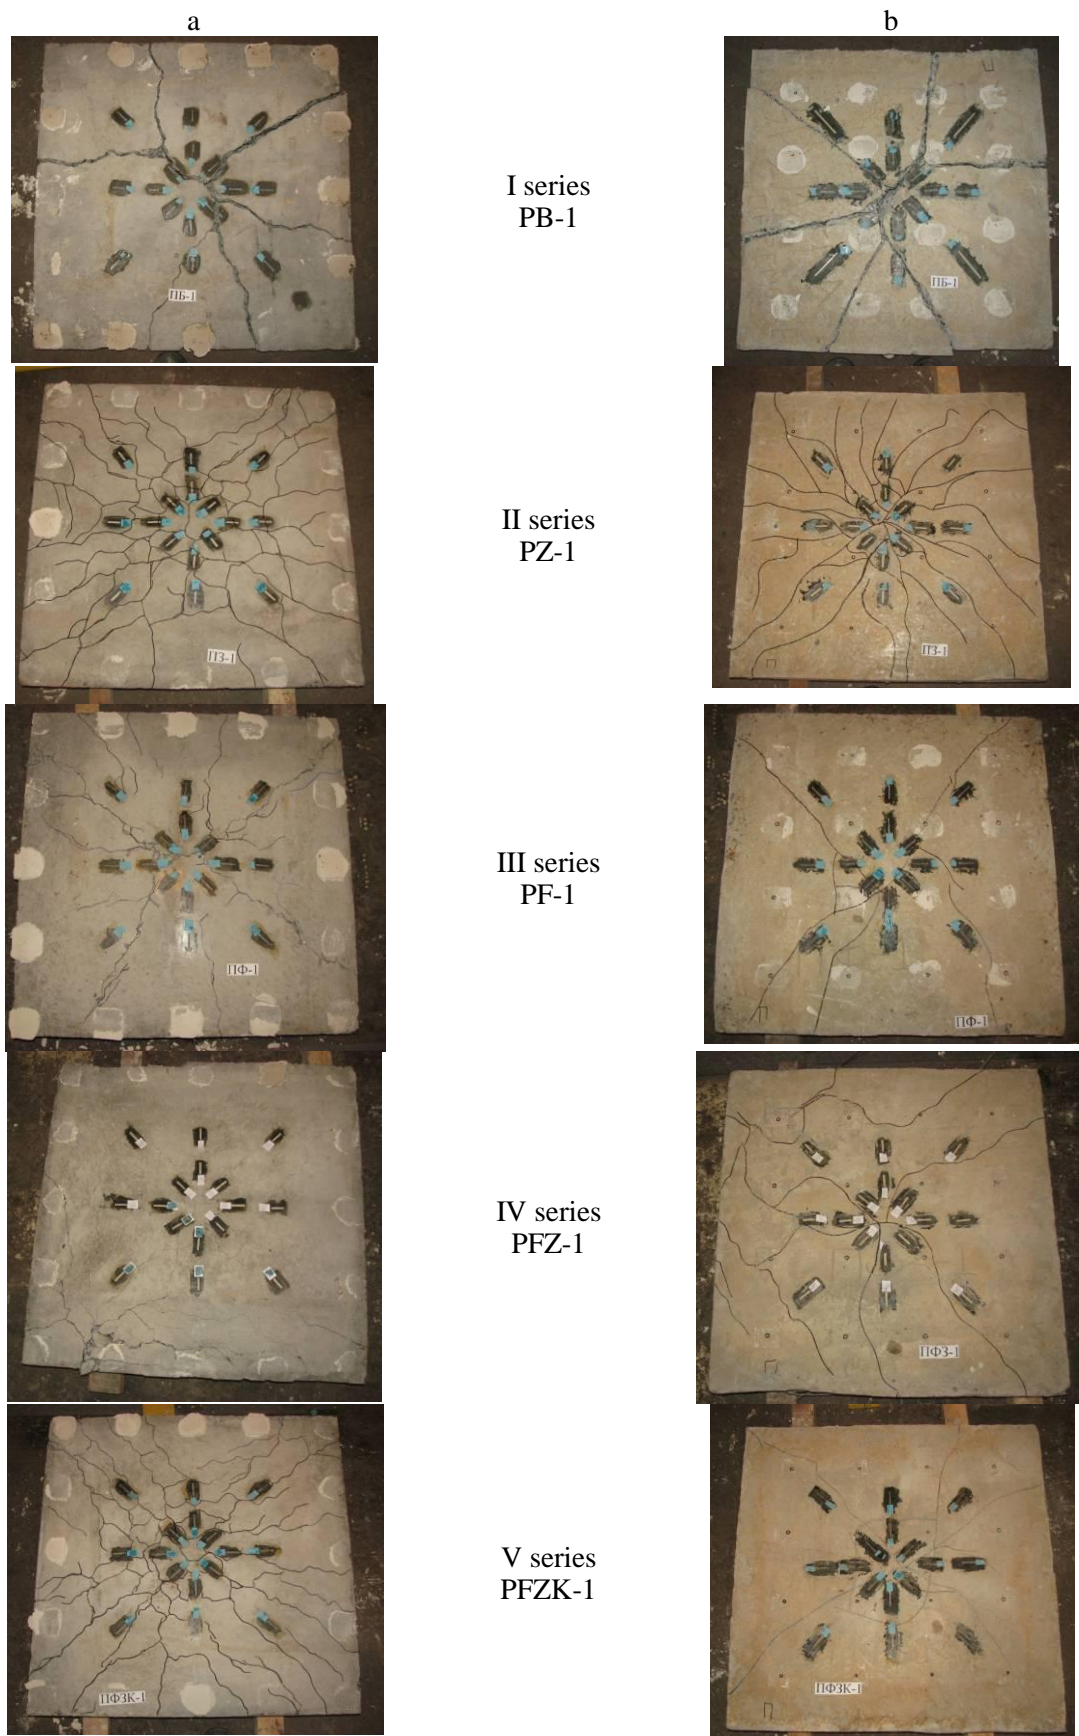 a
b
I series
PB-1
ПБ-1
ПБ-1
II series
PZ-1
ПЗ-1
ПЗ-1
III series
PF-1
ПФ-1
ПФ-1
IV series
PFZ-1
ПФЗ-1
V series
PFZK-1
ПФЗК-1
ПФЗК-1